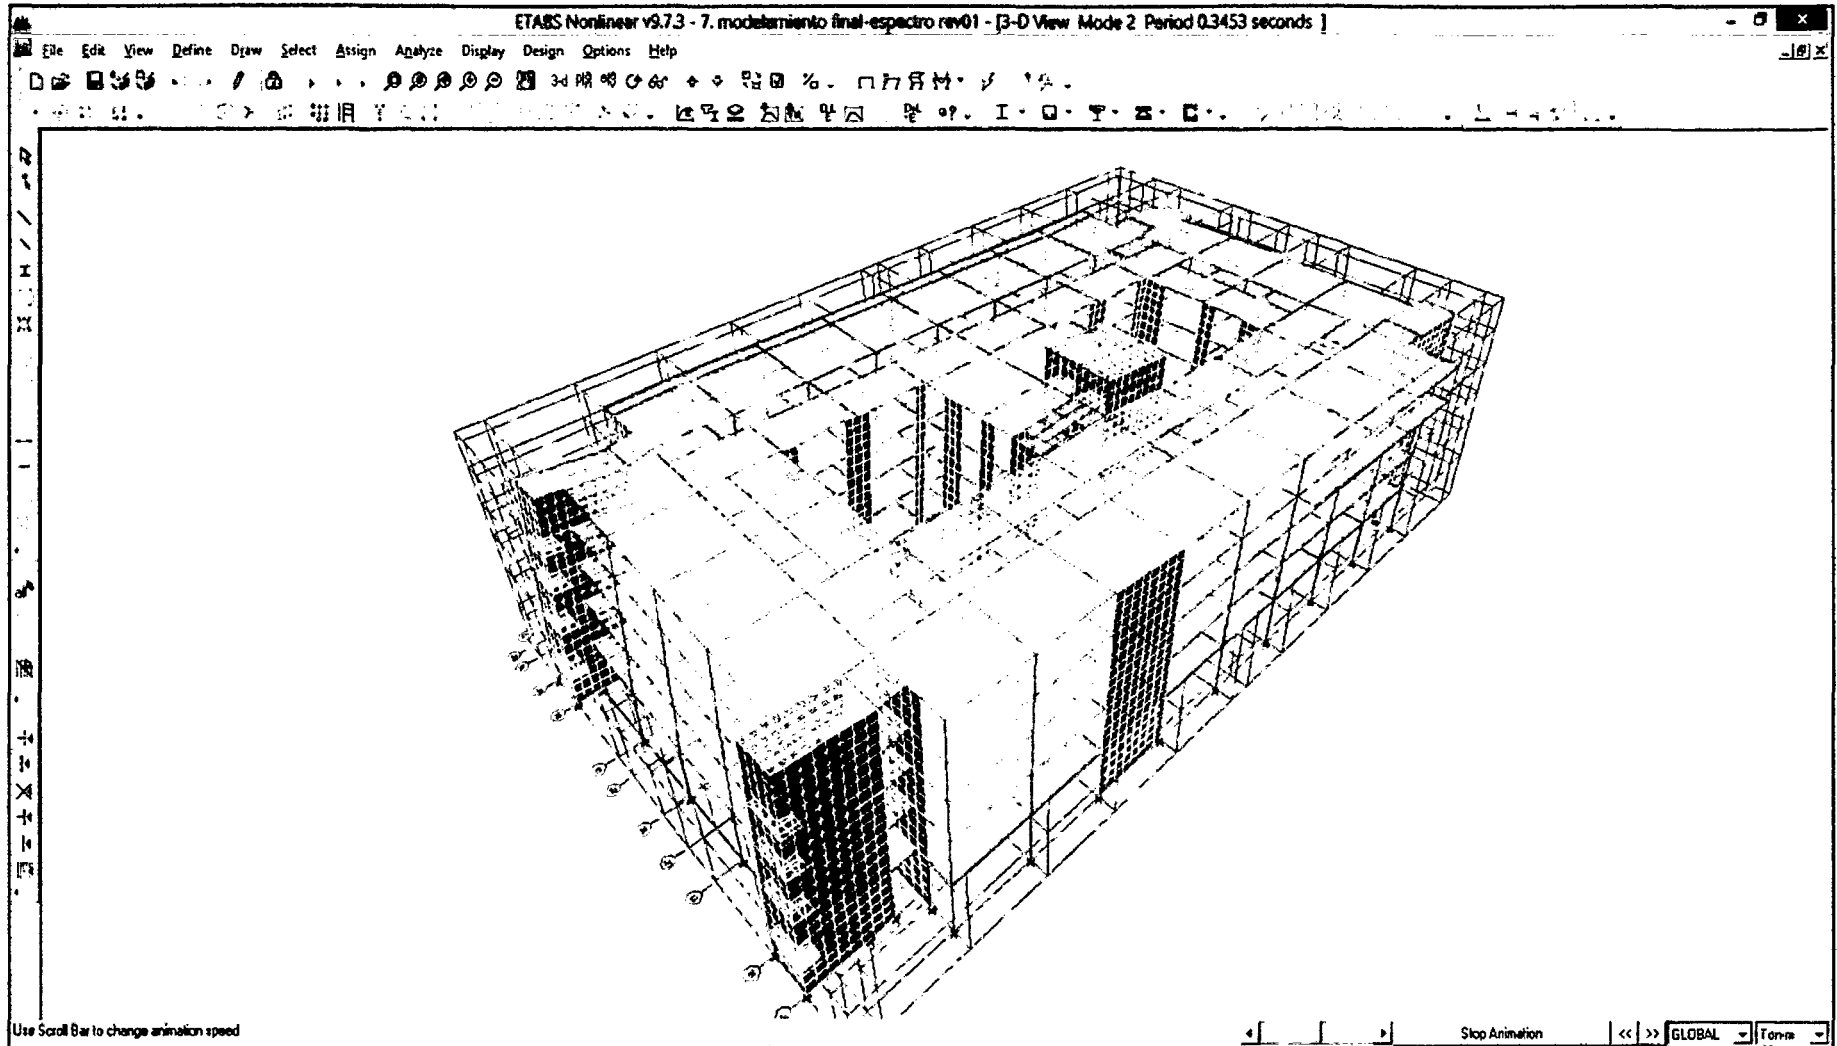 ETABS Nonlinear v9.7.3 - 7. modelamiento final-espectro rev01 - [3-D View Mode 2 Period 0.3453 seconds ]
File Edit View Define Draw Select Assign Analyze Display Design Options Help
3-d
Use Scroll Bar to change animation speed
Stop Animation
<< >>
GLOBAL
Ton-m